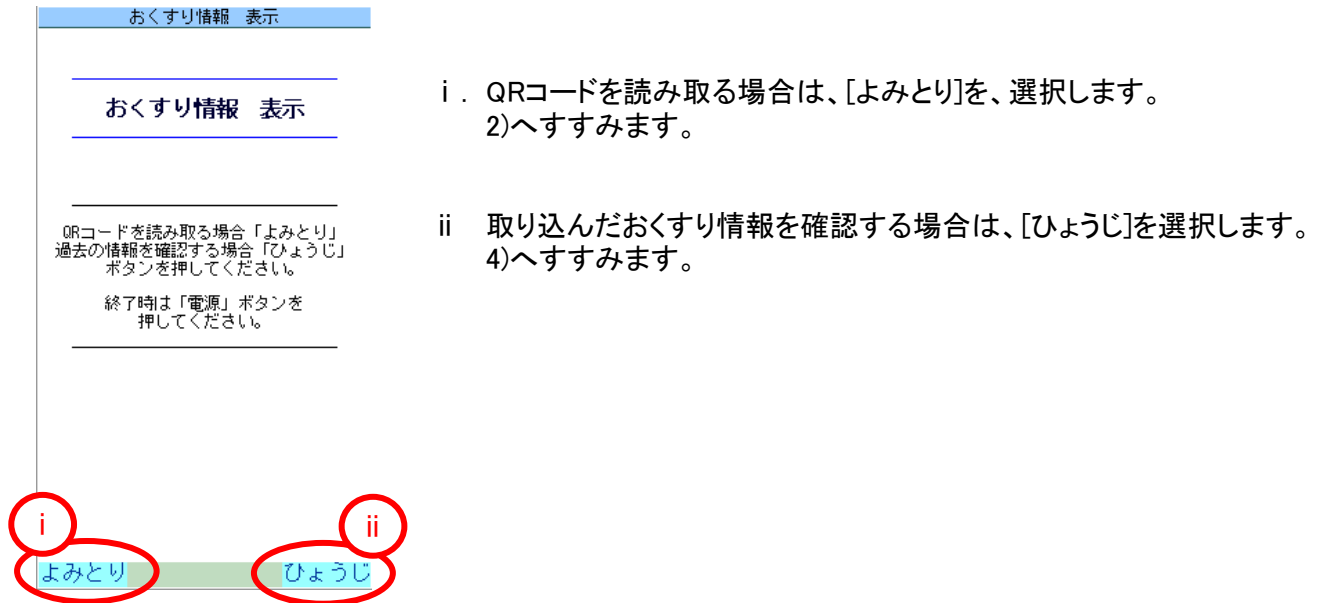 おくすり情報 表示
おくすり情報 表示
QRコードを読み取る場合「よみとり」
過去の情報を確認する場合「ひょうじ」
ボタンを押してください。
終了時は「電源」ボタンを
押してください。
i
ii
よみとり
ひょうじ
ⅰ. QRコードを読み取る場合は、[よみとり]を、選択します。
2)へすすみます。
ⅱ 取り込んだおくすり情報を確認する場合は、[ひょうじ]を選択します。
4)へすすみます。